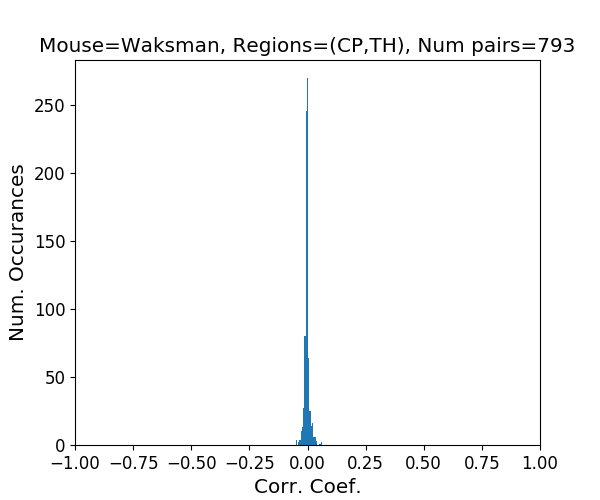 Mouse=Waksman, Regions=(CP,TH), Num pairs=793
Num. Occurances
250
200
150
100
50
0
−1.00 −0.75 −0.50 −0.25 0.00 0.25 0.50 0.75 1.00
Corr. Coef.